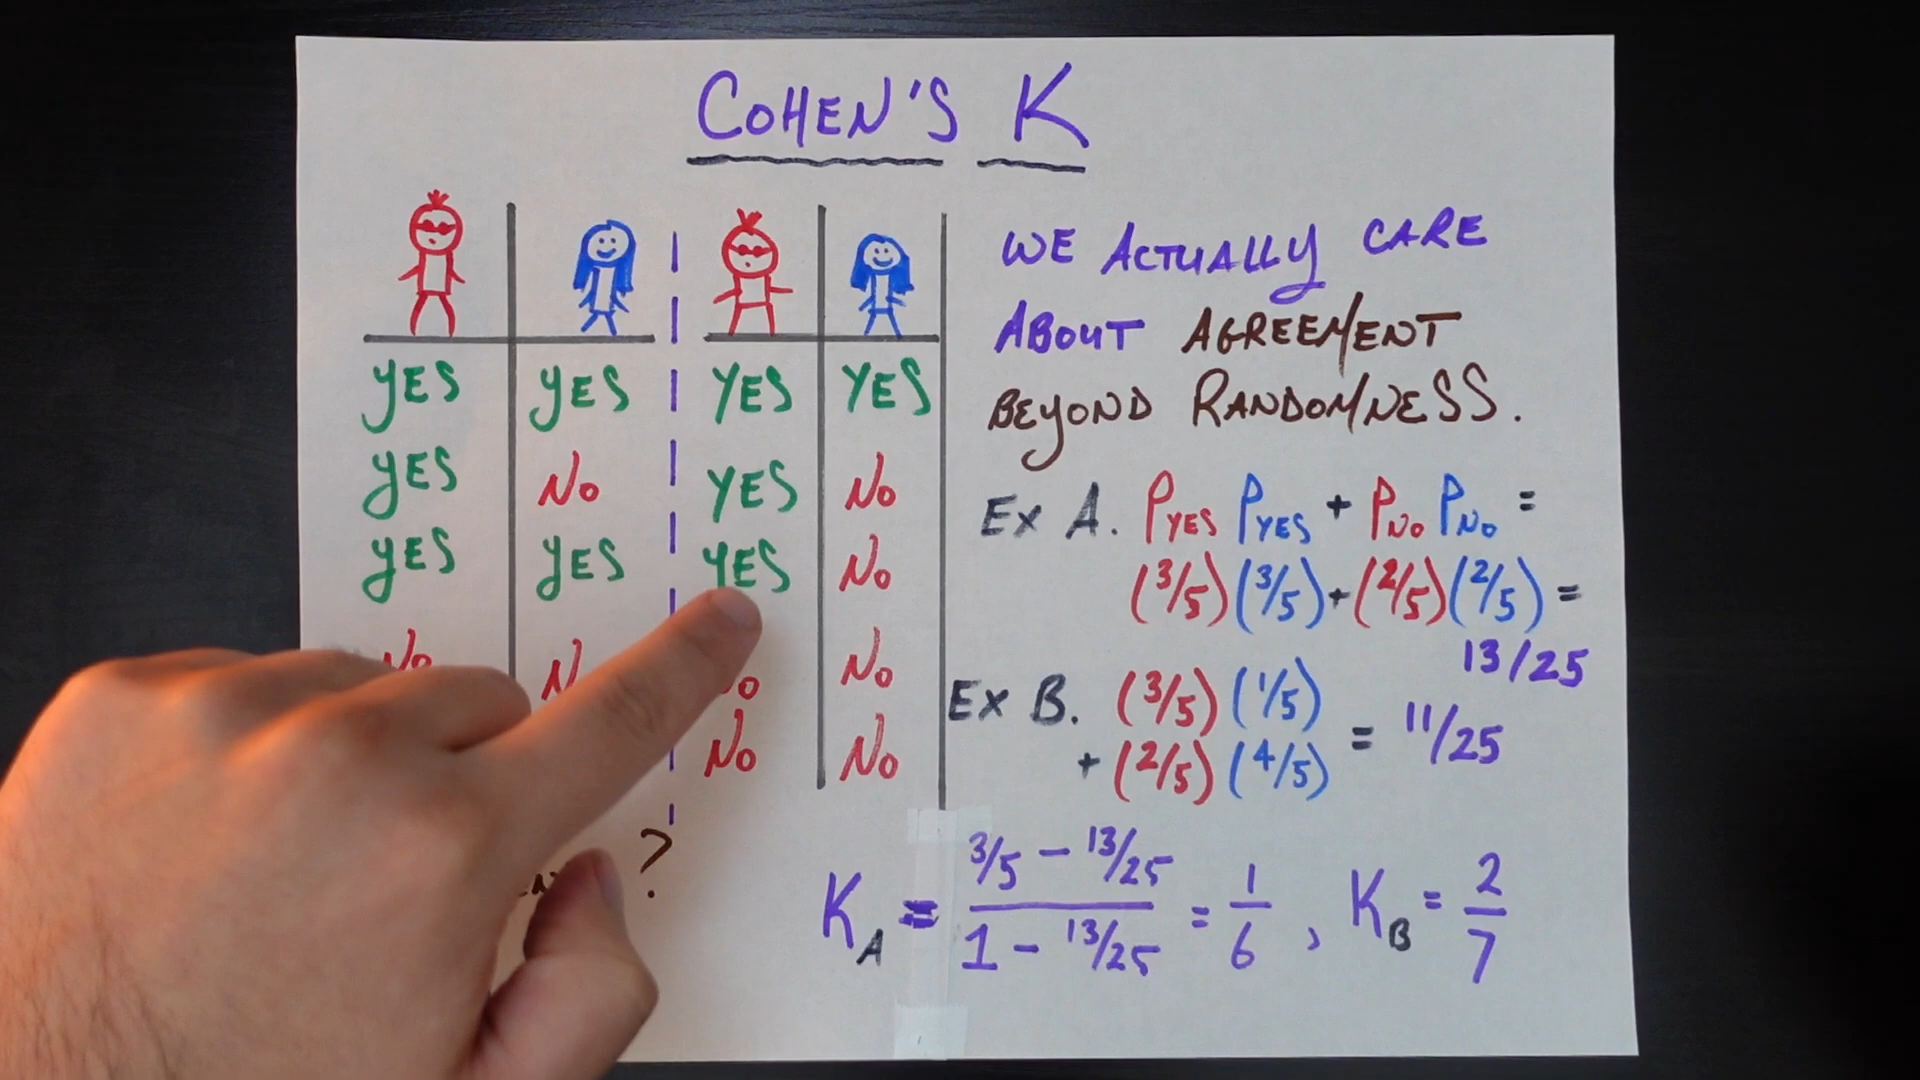 COHEN'S K
YES YES YES YES
YES NO YES NO
YES YES YES NO
NO NO
NO NO
?
WE ACTUALLY CARE
ABOUT AGREEMENT
BEYOND RANDOMNESS.
EX A. PYES PYES + PNO PNO =
(3/5)(3/5)+(2/5)(2/5) =
13/25
EX B. (3/5)(1/5)
+(2/5)(4/5) = 11/25
KA = 3/5 - 13/25 / 1 - 13/25 = 1/6, KB = 2/7